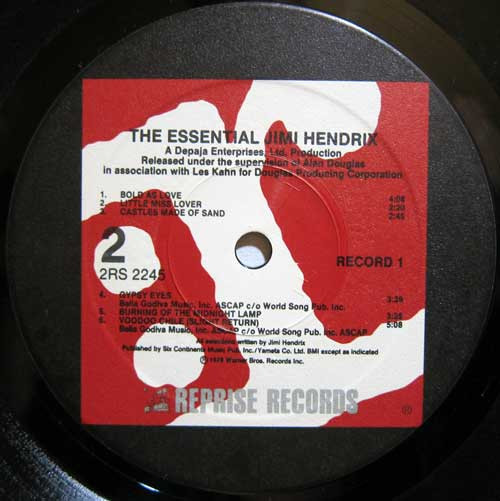 THE ESSENTIAL JIMI HENDRIX
A Depaja Enterprises, Ltd. Production
Released under the supervision of Alan Douglas
in association with Les Kahn for Douglas Producing Corporation
1. BOLD AS LOVE 4:08
2. LITTLE MISS LOVER 2:20
3. CASTLES MADE OF SAND 2:45
2
2RS 2245
RECORD 1
4. GYPSY EYES 3:39
Bella Godiva Music, Inc. ASCAP c/o World Song Pub. Inc.
5. BURNING OF THE MIDNIGHT LAMP 3:35
6. VOODOO CHILE (SLIGHT RETURN) 5:08
Bella Godiva Music, Inc. ASCAP c/o World Song Pub. Inc. ASCAP
All selections written by Jimi Hendrix
Published by Six Continents Music Pub. Inc./Yameta Co. Ltd. BMI except as indicated
© 1978 Warner Bros. Records Inc.
REPRISE RECORDS
®